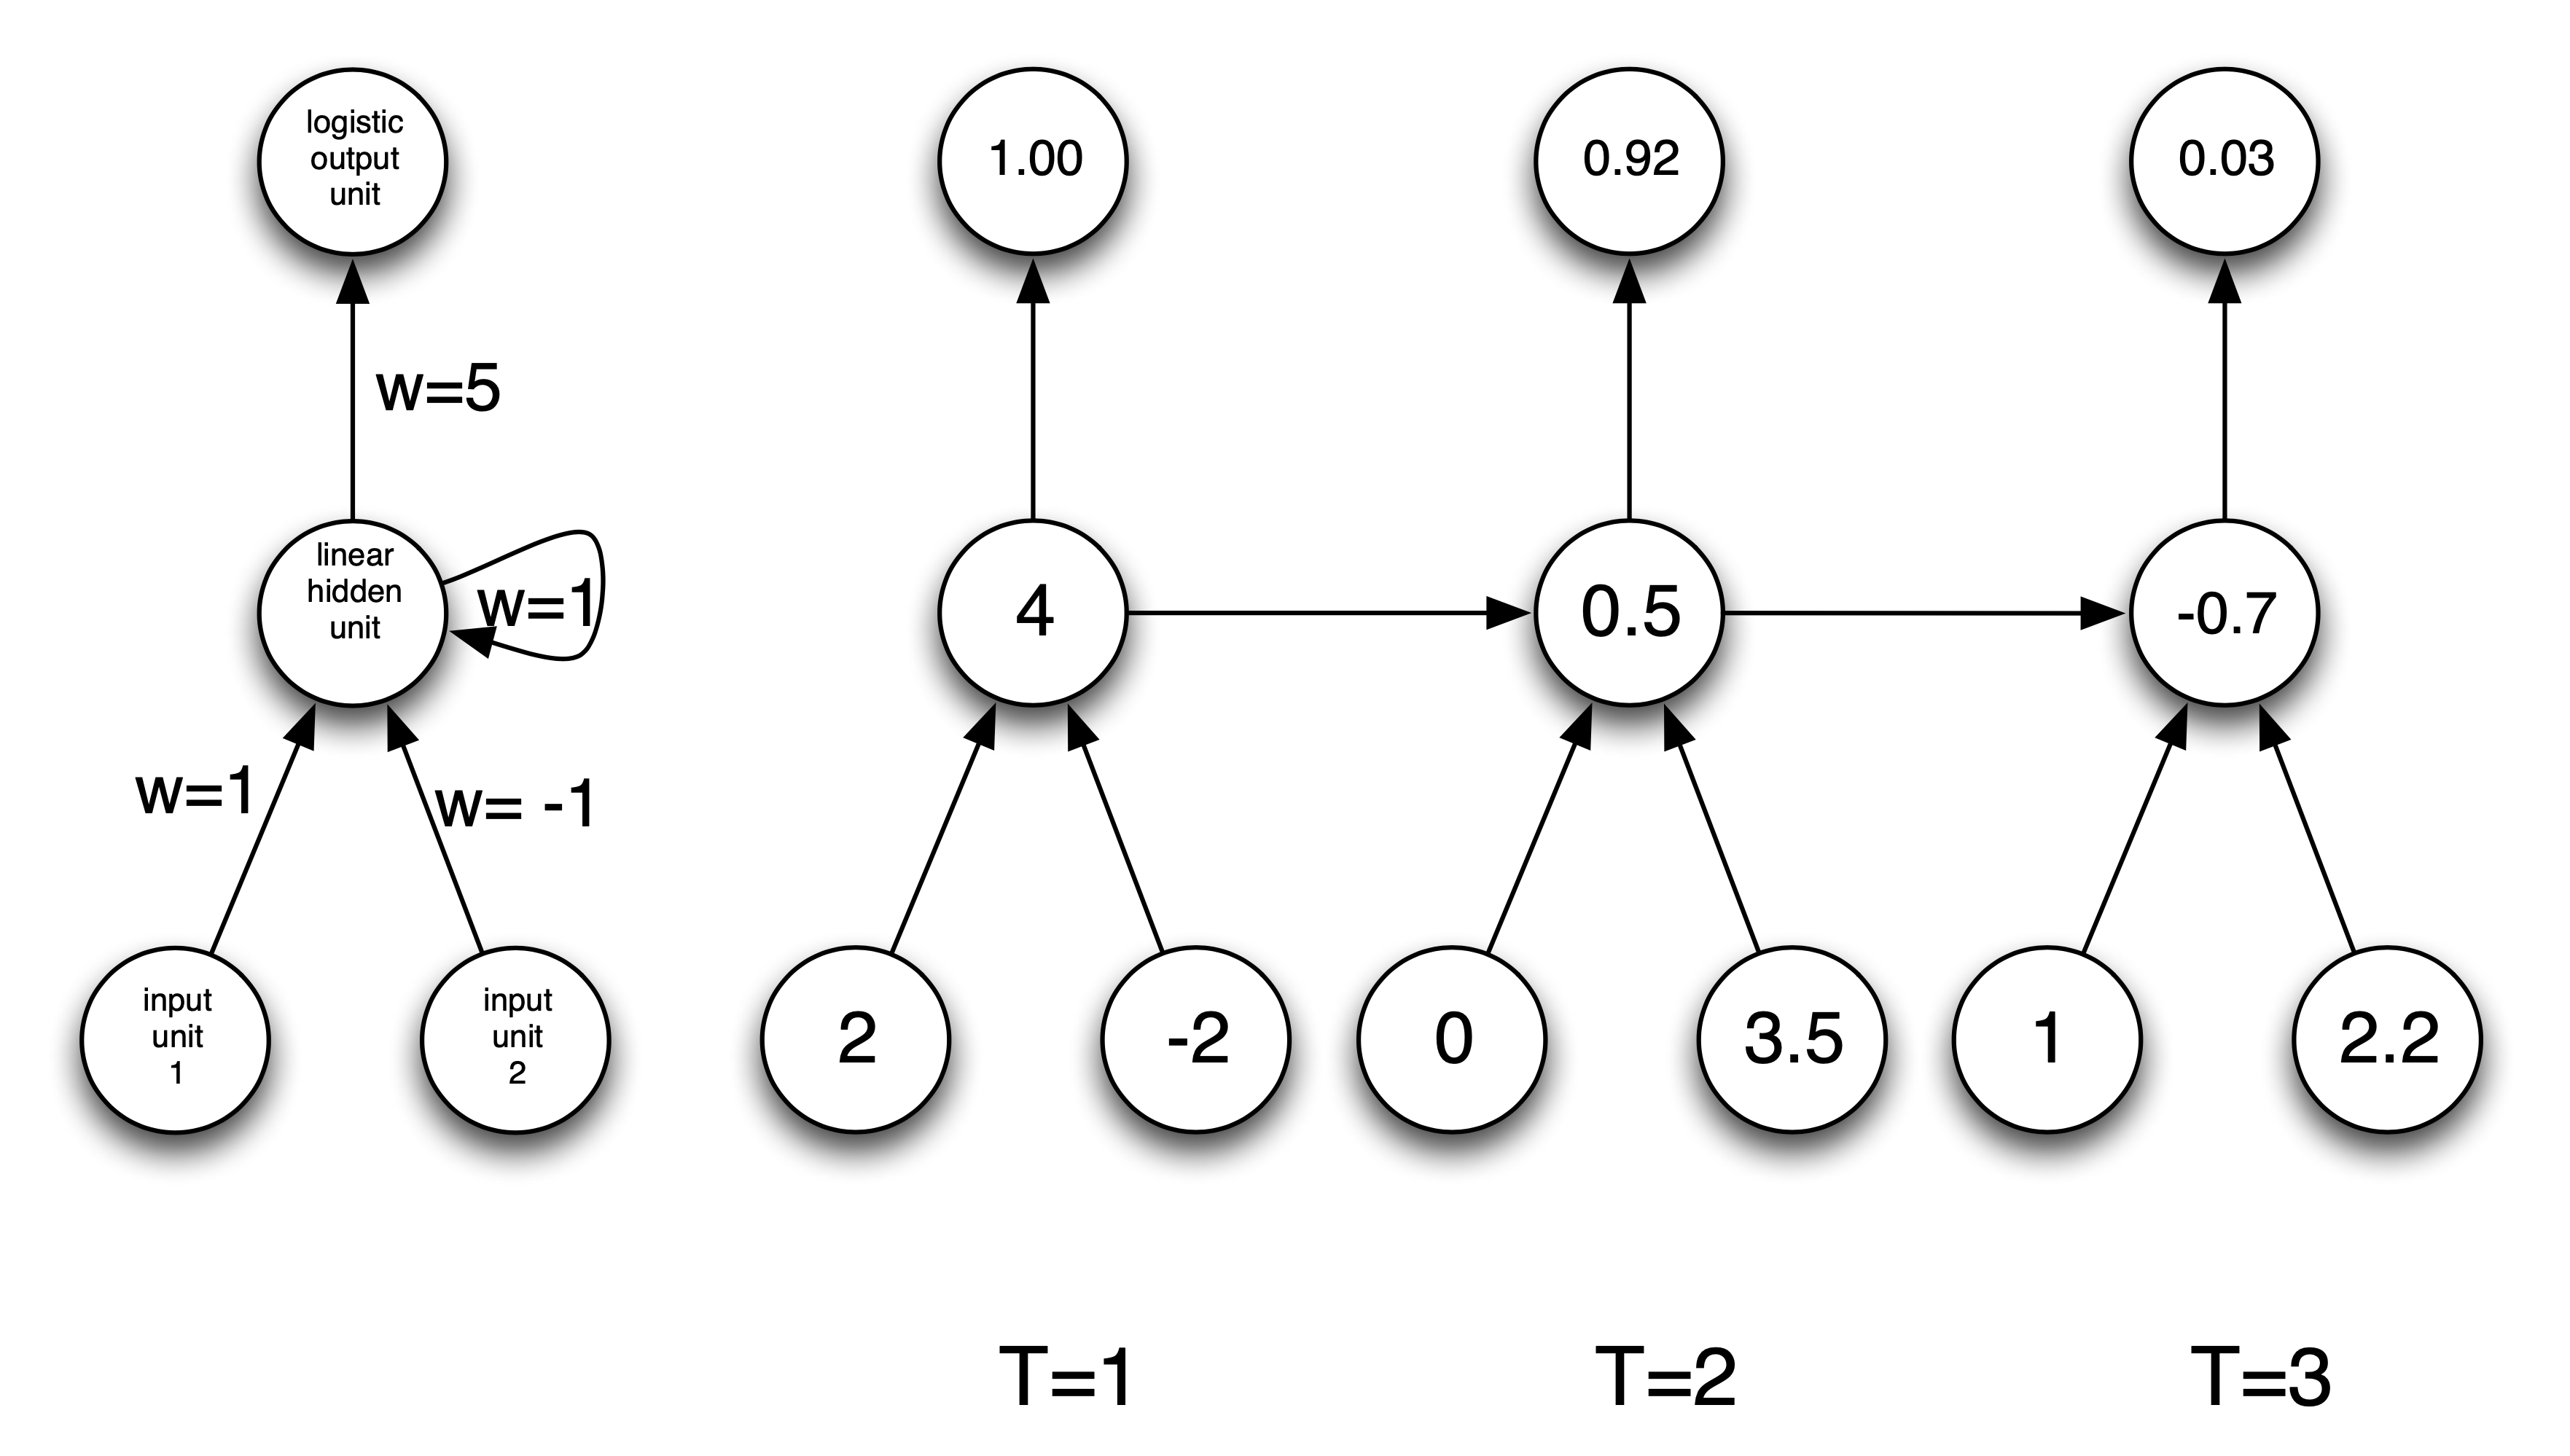 logistic
output
unit
1.00
0.92
0.03
w=5
linear
hidden
unit
w=1
4
0.5
-0.7
w=1
w= -1
input
unit
1
input
unit
2
2
-2
0
3.5
1
2.2
T=1
T=2
T=3